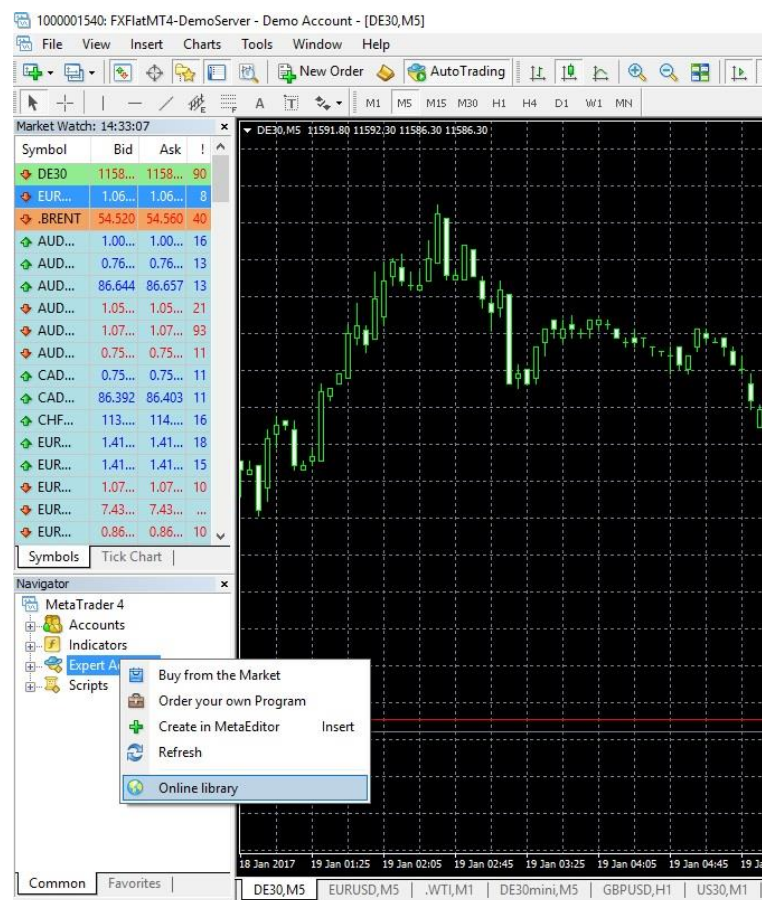 1000001540: FXFlatMT4-DemoServer - Demo Account - [DE30,M5]
File View Insert Charts Tools Window Help
New Order AutoTrading
A T M1 M5 M15 M30 H1 H4 D1 W1 MN
Market Watch: 14:33:07
Symbol Bid Ask !
DE30 1158... 1158... 90
EUR... 1.06... 1.06... 8
.BRENT 54.520 54.560 40
AUD... 1.00... 1.00... 16
AUD... 0.76... 0.76... 13
AUD... 86.644 86.657 13
AUD... 1.05... 1.05... 21
AUD... 1.07... 1.07... 93
AUD... 0.75... 0.75... 11
CAD... 0.75... 0.75... 11
CAD... 86.392 86.403 11
CHF... 113.... 114.... 16
EUR... 1.41... 1.41... 18
EUR... 1.41... 1.41... 15
EUR... 1.07... 1.07... 10
EUR... 7.43... 7.43... ...
EUR... 0.86... 0.86... 10
Symbols Tick Chart
Navigator
MetaTrader 4
Accounts
Indicators
Expert A
Scripts
Buy from the Market
Order your own Program
Create in MetaEditor Insert
Refresh
Online library
Common Favorites
DE30,M5 11591.80 11592.30 11586.30 11586.30
18 Jan 2017 19 Jan 01:25 19 Jan 02:05 19 Jan 02:45 19 Jan 03:25 19 Jan 04:05 19 Jan 04:45 19 J
DE30,M5 EURUSD,M5 .WTI,M1 DE30mini,M5 GBPUSD,H1 US30,M1